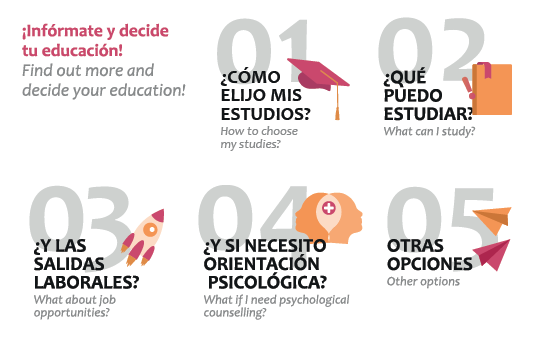 ¡Infórmate y decide
tu educación!
Find out more and
decide your education!
01
¿CÓMO
ELIJO MIS
ESTUDIOS?
How to choose
my studies?
02
¿QUÉ
PUEDO
ESTUDIAR?
What can I study?
03
¿Y LAS
SALIDAS
LABORALES?
What about job
opportunities?
04
¿Y SI NECESITO
ORIENTACIÓN
PSICOLÓGICA?
What if I need psychological
counselling?
05
OTRAS
OPCIONES
Other options